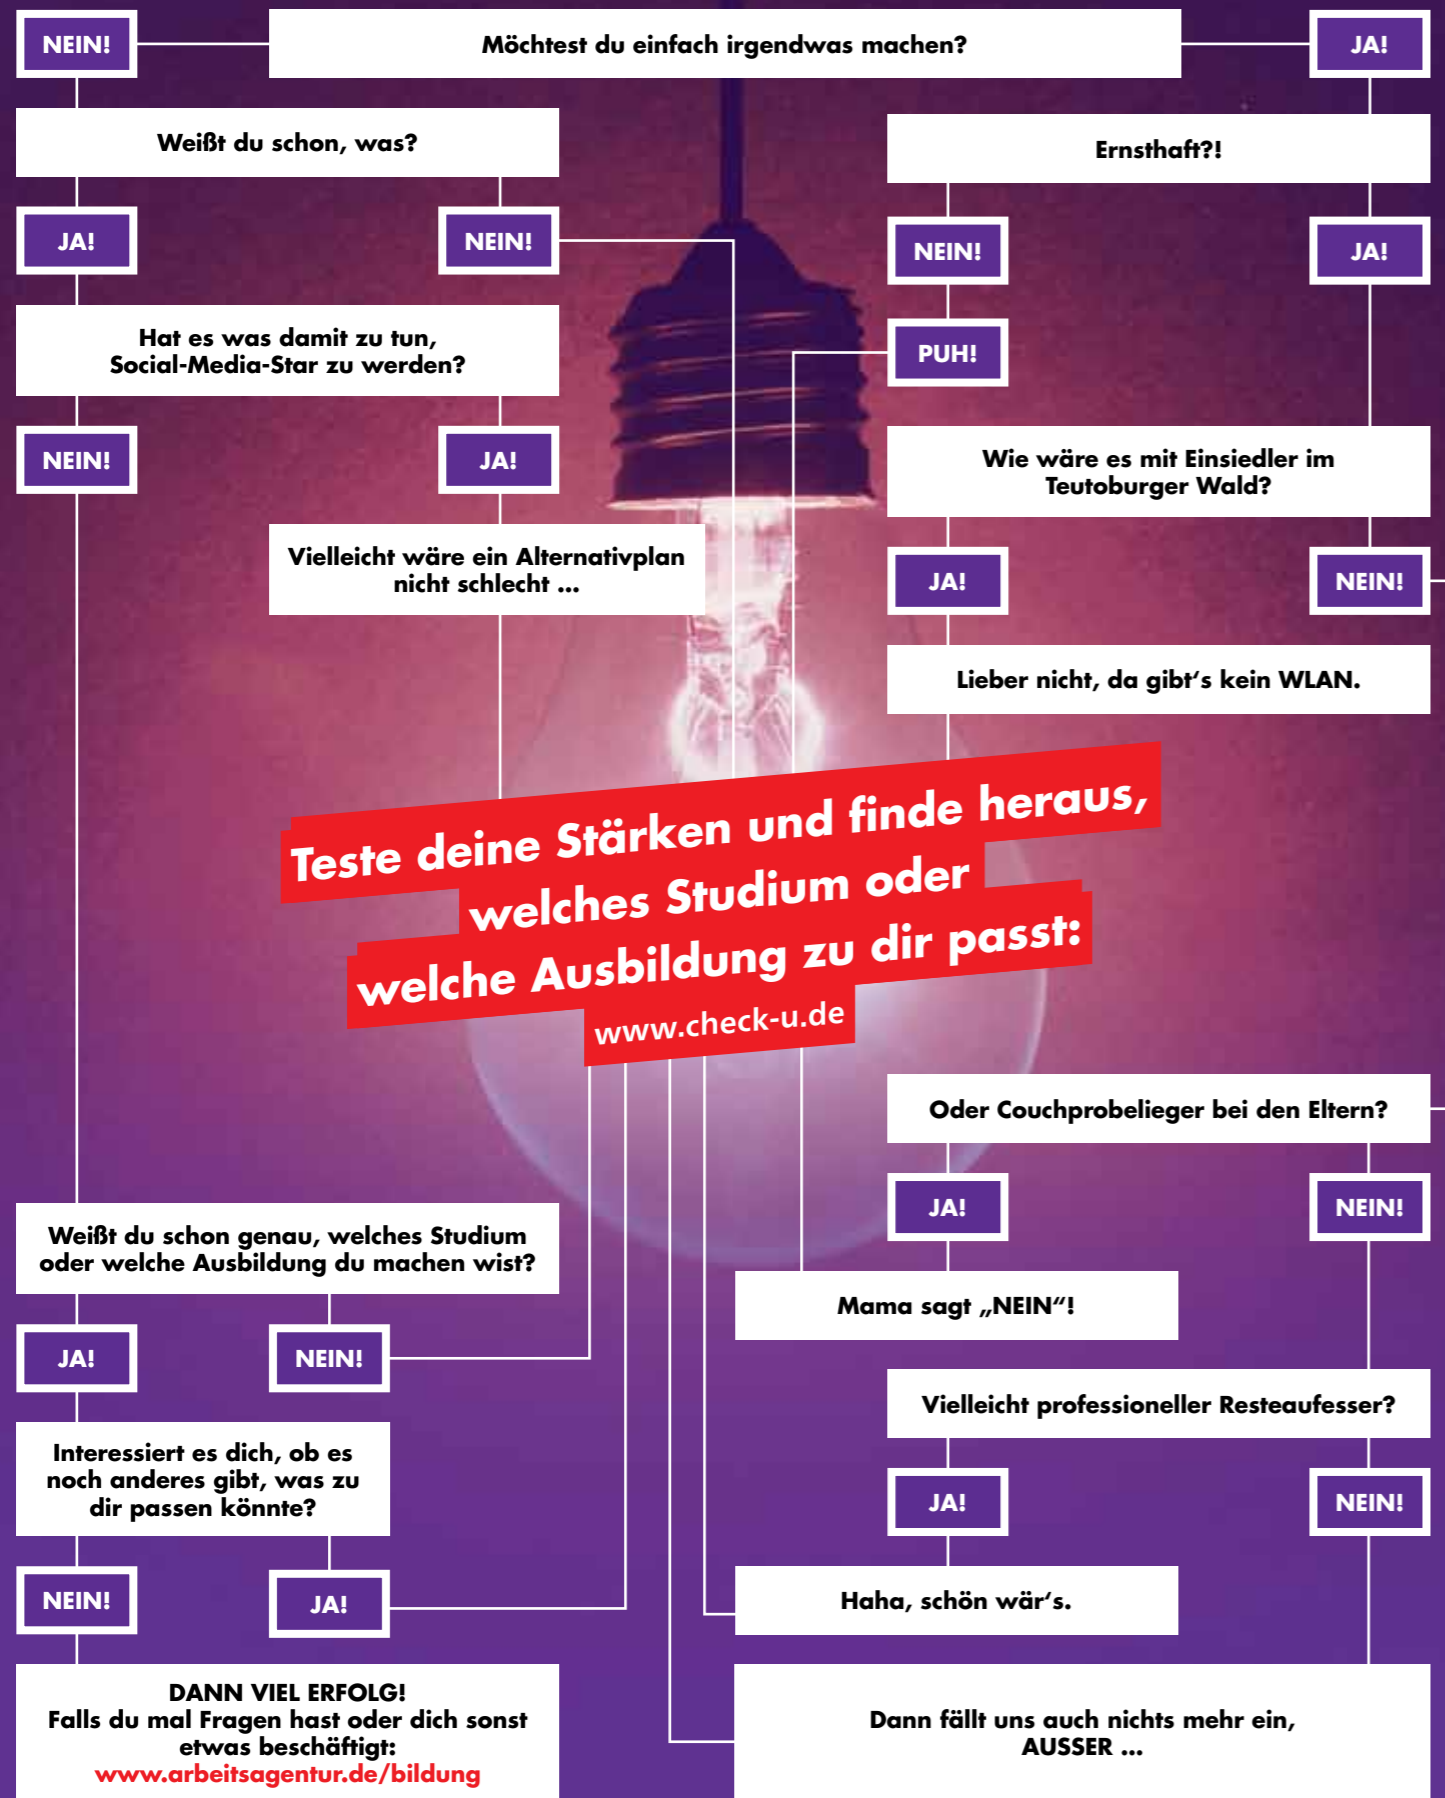 NEIN!
Möchtest du einfach irgendwas machen?
JA!
Weißt du schon, was?
JA!
NEIN!
Hat es was damit zu tun,
Social-Media-Star zu werden?
NEIN!
JA!
Vielleicht wäre ein Alternativplan
nicht schlecht ...
Ernsthaft?!
NEIN!
JA!
PUH!
Wie wäre es mit Einsiedler im
Teutoburger Wald?
JA!
NEIN!
Lieber nicht, da gibt‘s kein WLAN.
Teste deine Stärken und finde heraus,
welches Studium oder
welche Ausbildung zu dir passt:
www.check-u.de
Weißt du schon genau, welches Studium
oder welche Ausbildung du machen wist?
JA!
NEIN!
Interessiert es dich, ob es
noch anderes gibt, was zu
dir passen könnte?
NEIN!
JA!
DANN VIEL ERFOLG!
Falls du mal Fragen hast oder dich sonst
etwas beschäftigt:
www.arbeitsagentur.de/bildung
Oder Couchprobelieger bei den Eltern?
JA!
NEIN!
Mama sagt „NEIN“!
Vielleicht professioneller Resteaufesser?
JA!
NEIN!
Haha, schön wär‘s.
Dann fällt uns auch nichts mehr ein,
AUSSER ...